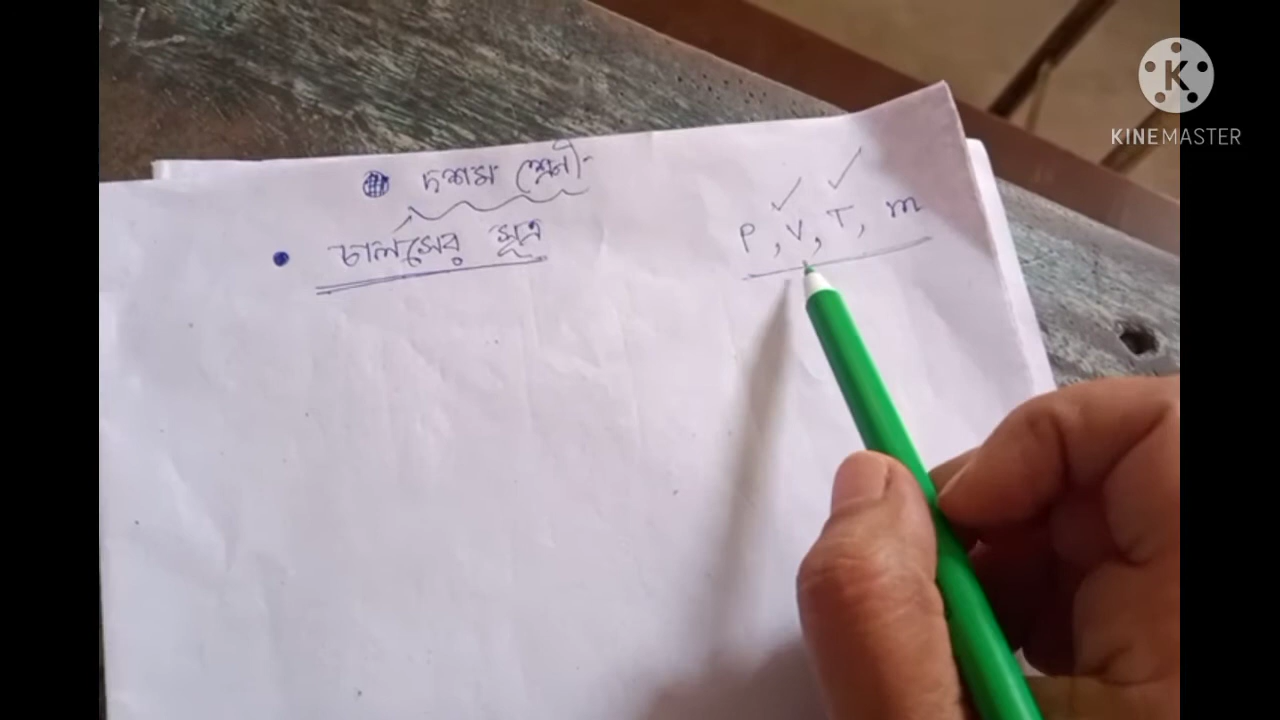 দশম শ্রেনী
চার্লসের সূত্র
P, V, T, m
KINEMASTER